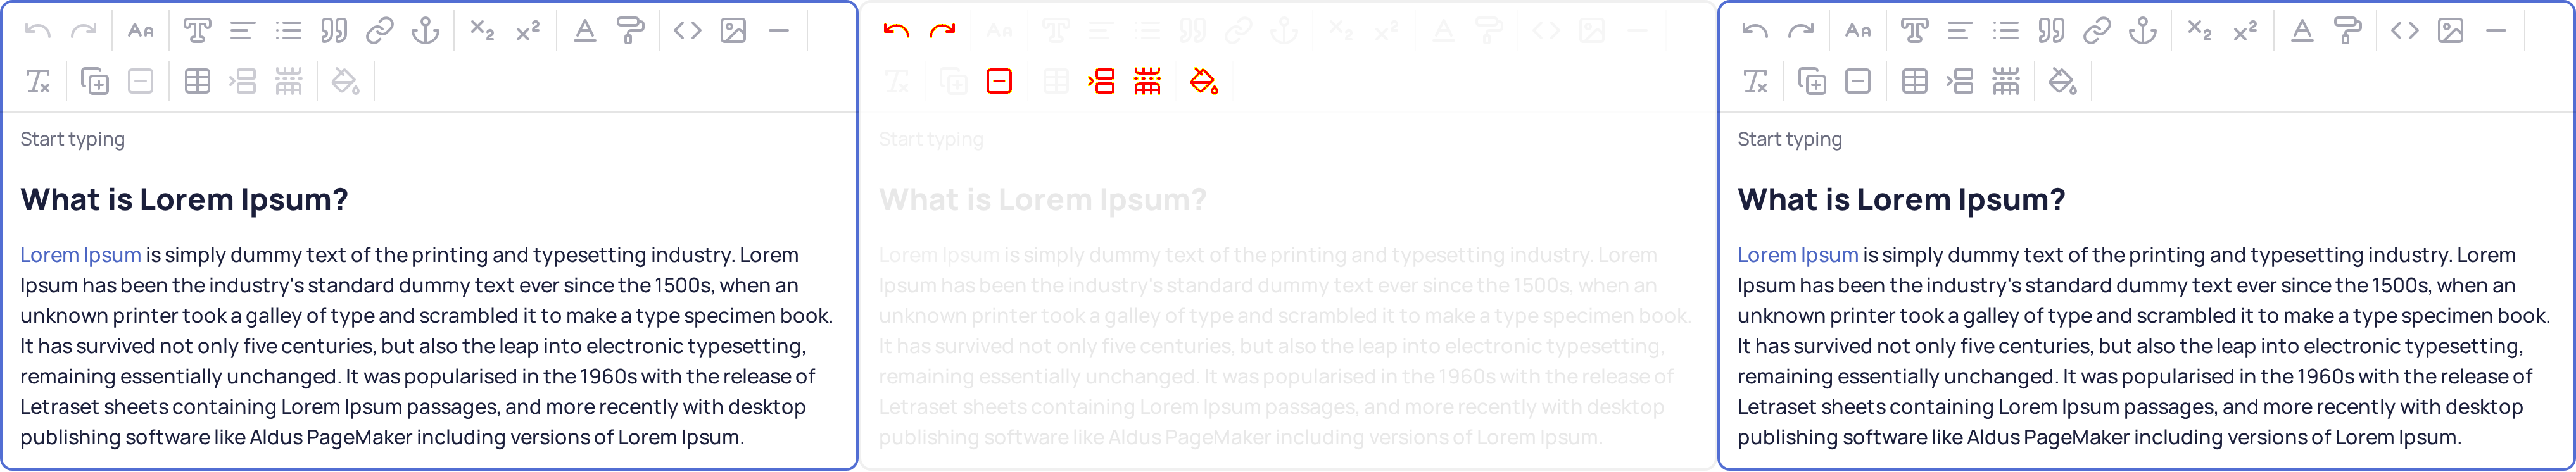 Start typing
What is Lorem Ipsum?
Lorem Ipsum is simply dummy text of the printing and typesetting industry. Lorem
Ipsum has been the industry's standard dummy text ever since the 1500s, when an
unknown printer took a galley of type and scrambled it to make a type specimen book.
It has survived not only five centuries, but also the leap into electronic typesetting,
remaining essentially unchanged. It was popularised in the 1960s with the release of
Letraset sheets containing Lorem Ipsum passages, and more recently with desktop
publishing software like Aldus PageMaker including versions of Lorem Ipsum.
Start typing
What is Lorem Ipsum?
Lorem Ipsum is simply dummy text of the printing and typesetting industry. Lorem
Ipsum has been the industry's standard dummy text ever since the 1500s, when an
unknown printer took a galley of type and scrambled it to make a type specimen book.
It has survived not only five centuries, but also the leap into electronic typesetting,
remaining essentially unchanged. It was popularised in the 1960s with the release of
Letraset sheets containing Lorem Ipsum passages, and more recently with desktop
publishing software like Aldus PageMaker including versions of Lorem Ipsum.
Start typing
What is Lorem Ipsum?
Lorem Ipsum is simply dummy text of the printing and typesetting industry. Lorem
Ipsum has been the industry's standard dummy text ever since the 1500s, when an
unknown printer took a galley of type and scrambled it to make a type specimen book.
It has survived not only five centuries, but also the leap into electronic typesetting,
remaining essentially unchanged. It was popularised in the 1960s with the release of
Letraset sheets containing Lorem Ipsum passages, and more recently with desktop
publishing software like Aldus PageMaker including versions of Lorem Ipsum.